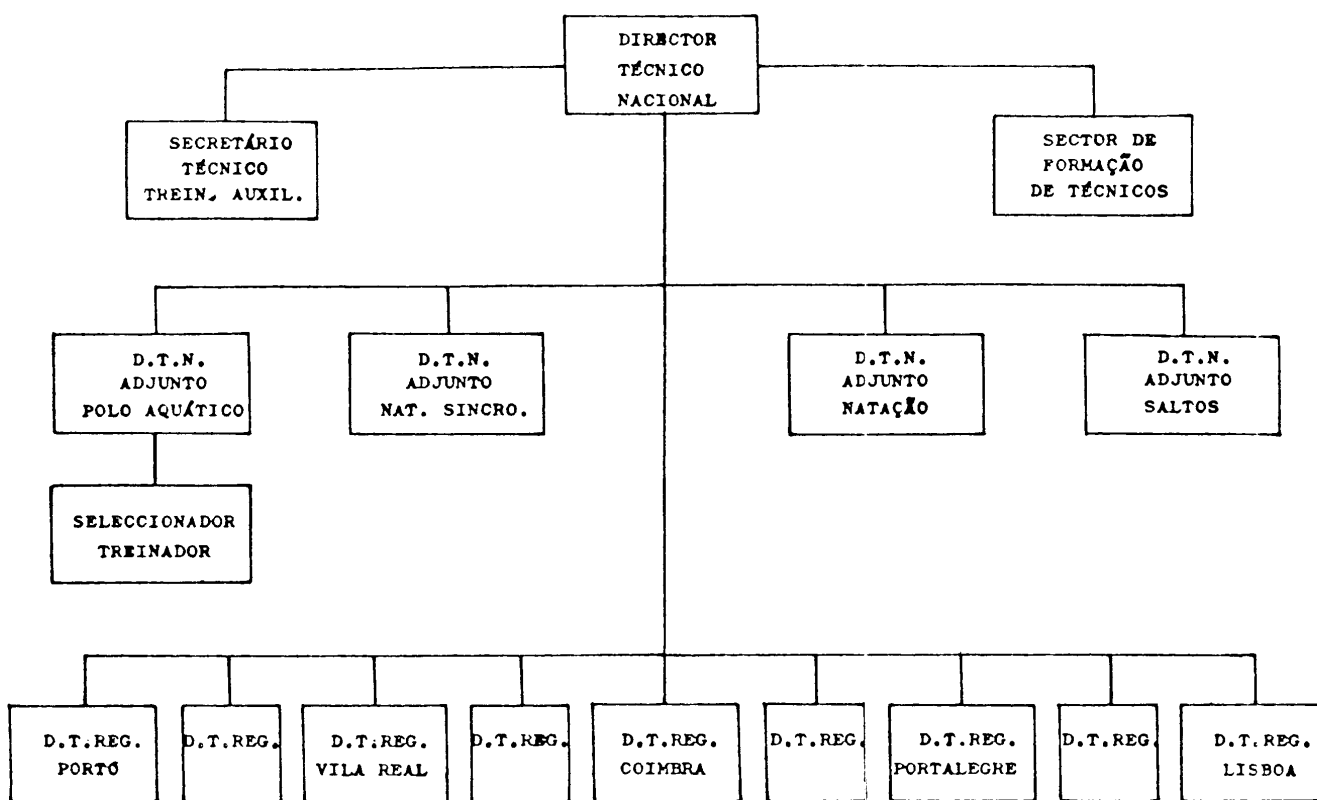 DIRECTOR
TÉCNICO
NACIONAL
SECRETÁRIO
TÉCNICO
TREIN. AUXIL.
SECTOR DE
FORMAÇÃO
DE TÉCNICOS
D.T.N.
ADJUNTO
POLO AQUÁTICO
D.T.N.
ADJUNTO
NAT. SINCRO.
D.T.N.
ADJUNTO
NATAÇÃO
D.T.N.
ADJUNTO
SALTOS
SELECCIONADOR
TREINADOR
D.T.REG.
PORTO
D.T.REG.
D.T.REG.
VILA REAL
D.T.REG.
D.T.REG.
COIMBRA
D.T.REG.
D.T.REG.
PORTALEGRE
D.T.REG.
D.T.REG.
LISBOA